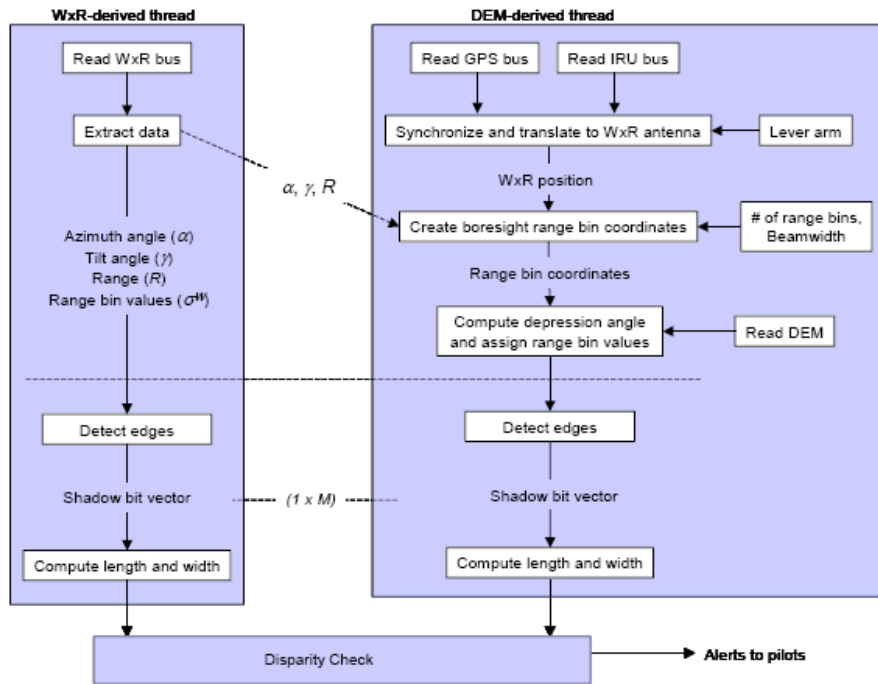 WxR-derived thread
Read WxR bus
Extract data
Azimuth angle (α)
Tilt angle (γ)
Range (R)
Range bin values (σᵂ)
Detect edges
Shadow bit vector
Compute length and width
α, γ, R
(1 x M)
DEM-derived thread
Read GPS bus
Read IRU bus
Synchronize and translate to WxR antenna
Lever arm
WxR position
Create boresight range bin coordinates
# of range bins,
Beamwidth
Range bin coordinates
Compute depression angle
and assign range bin values
Read DEM
Detect edges
Shadow bit vector
Compute length and width
Disparity Check
Alerts to pilots